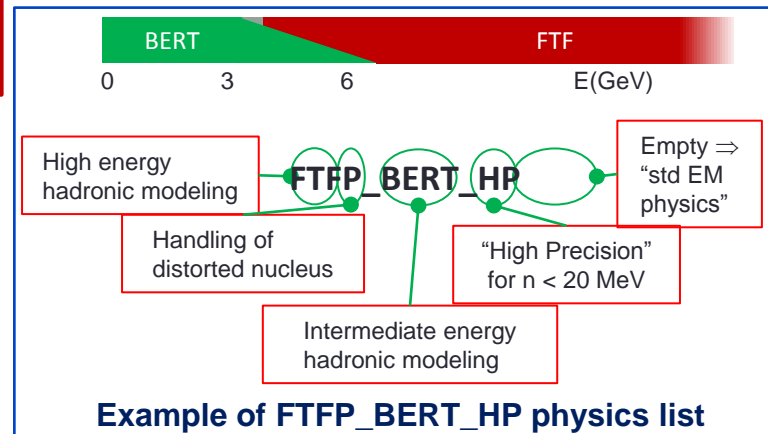 BERT FTF
0 3 6 E(GeV)
High energy
hadronic modeling
FTFP_BERT_HP
Empty ⇒
“std EM
physics”
Handling of
distorted nucleus
“High Precision”
for n < 20 MeV
Intermediate energy
hadronic modeling
Example of FTFP_BERT_HP physics list